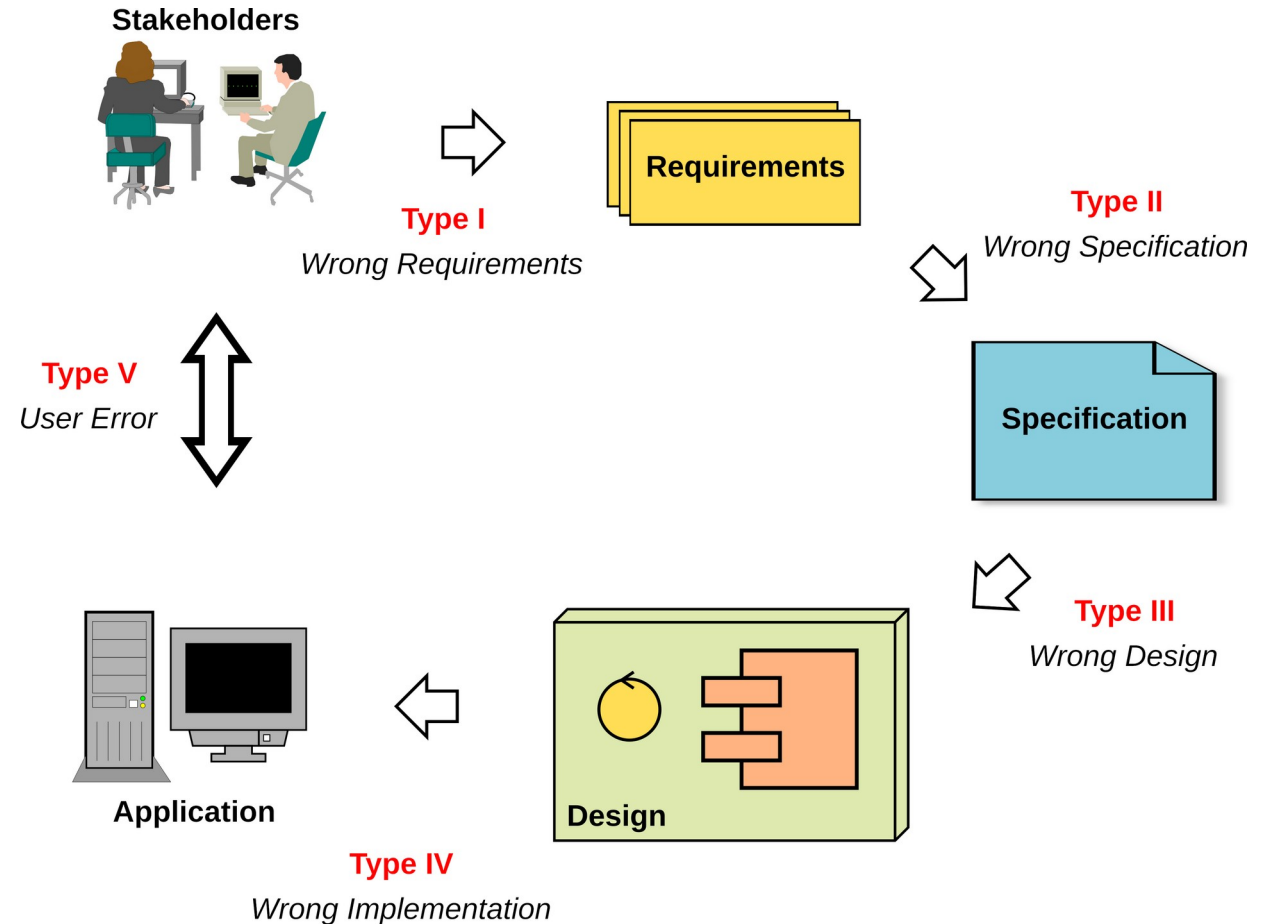 Stakeholders
Requirements
Type I
Wrong Requirements
Type II
Wrong Specification
Specification
Type III
Wrong Design
Design
Type IV
Wrong Implementation
Application
Type V
User Error